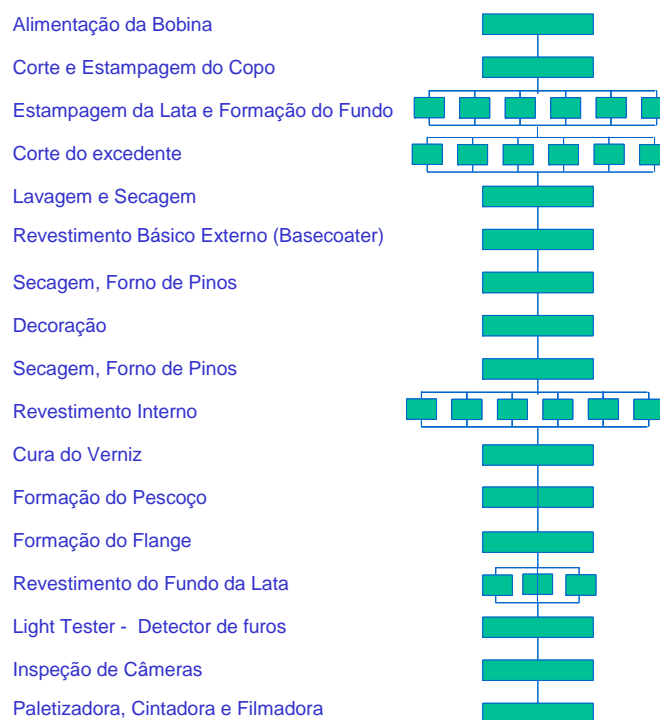 Alimentação da Bobina
Corte e Estampagem do Copo
Estampagem da Lata e Formação do Fundo
Corte do excedente
Lavagem e Secagem
Revestimento Básico Externo (Basecoater)
Secagem, Forno de Pinos
Decoração
Secagem, Forno de Pinos
Revestimento Interno
Cura do Verniz
Formação do Pescoço
Formação do Flange
Revestimento do Fundo da Lata
Light Tester - Detector de furos
Inspeção de Câmeras
Paletizadora, Cintadora e Filmadora